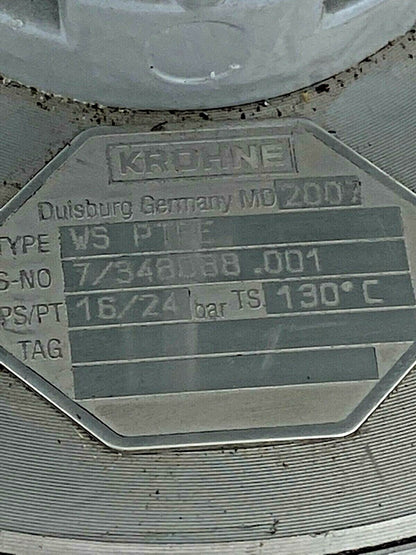 KROHNE
Duisburg Germany MD 2007
TYPE WS PTFE
S-NO 7/348088.001
PS/PT 16/24 bar TS 130°C
TAG